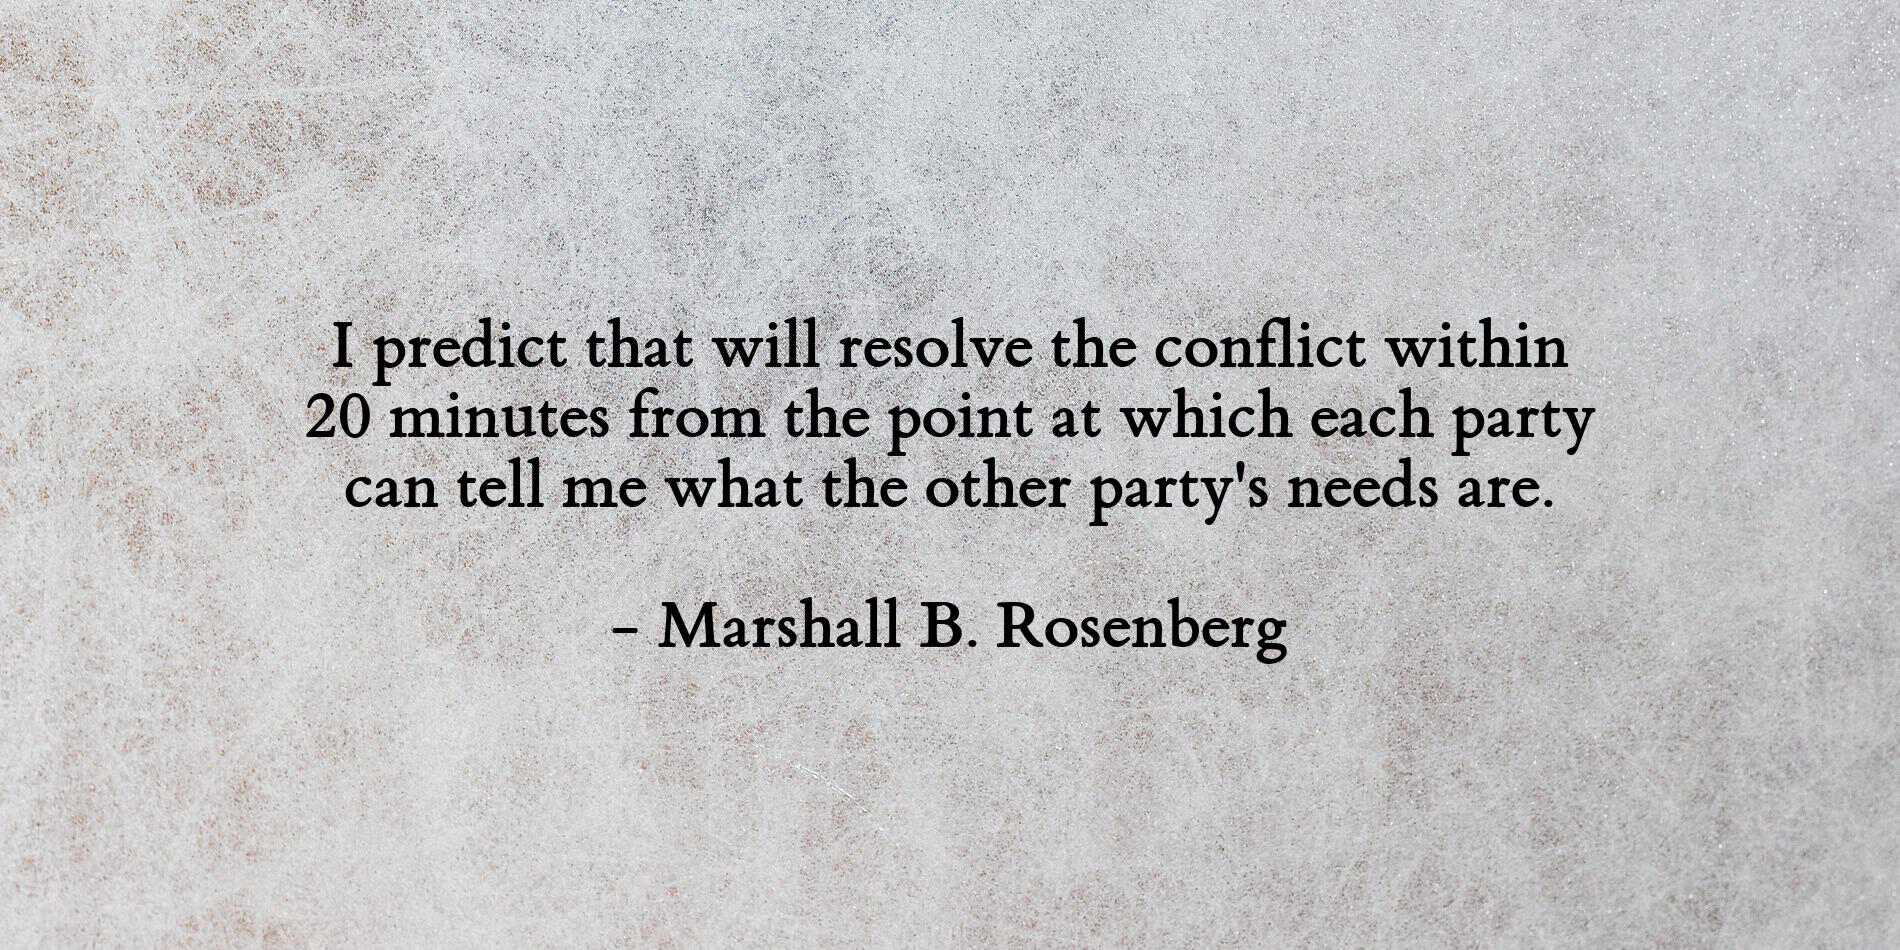 I predict that will resolve the conflict within
20 minutes from the point at which each party
can tell me what the other party's needs are.
- Marshall B. Rosenberg